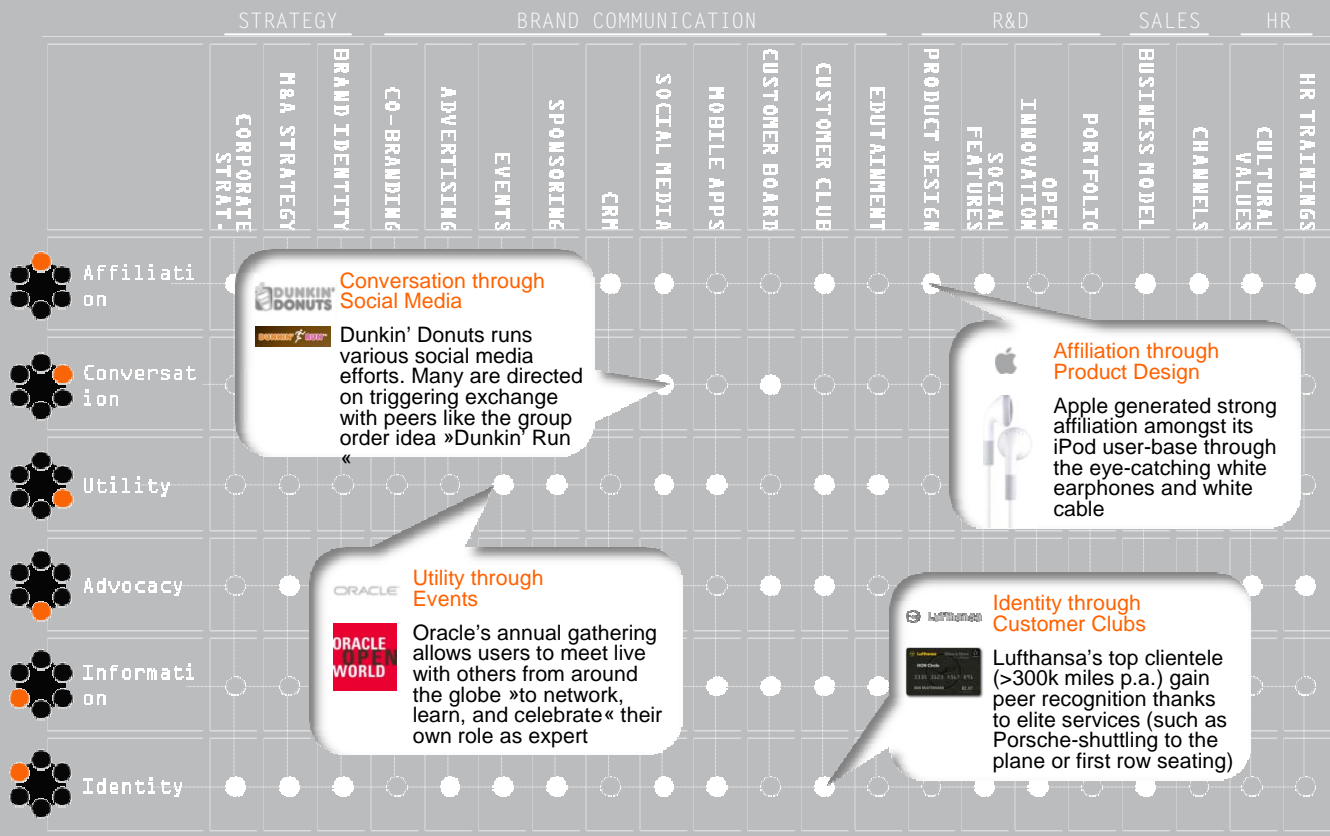 STRATEGY
BRAND COMMUNICATION
R&D
SALES
HR
CORPORATE
STRAT-
M&A STRATEGY
BRAND IDENTITY
CO-BRANDING
ADVERTISING
EVENTS
SPONSORING
CRM
SOCIAL MEDIA
MOBILE APPS
CUSTOMER BOARD
CUSTOMER CLUB
EDUTAINMENT
PRODUCT DESIGN
SOCIAL
FEATURES
OPEN
INNOVATION
PORTFOLIO
BUSINESS MODEL
CHANNELS
CULTURAL
VALUES
HR TRAININGS
Affiliati
on
Conversat
ion
Utility
Advocacy
Informati
on
Identity
DUNKIN'
DONUTS
DUNKIN' RUN
Conversation through
Social Media
Dunkin' Donuts runs
various social media
efforts. Many are directed
on triggering exchange
with peers like the group
order idea »Dunkin' Run
«
Affiliation through
Product Design
Apple generated strong
affiliation amongst its
iPod user-base through
the eye-catching white
earphones and white
cable
ORACLE
ORACLE
OPEN
WORLD
Utility through
Events
Oracle's annual gathering
allows users to meet live
with others from around
the globe »to network,
learn, and celebrate« their
own role as expert
Lufthansa
Lufthansa
HON Circle
Identity through
Customer Clubs
Lufthansa's top clientele
(>300k miles p.a.) gain
peer recognition thanks
to elite services (such as
Porsche-shuttling to the
plane or first row seating)